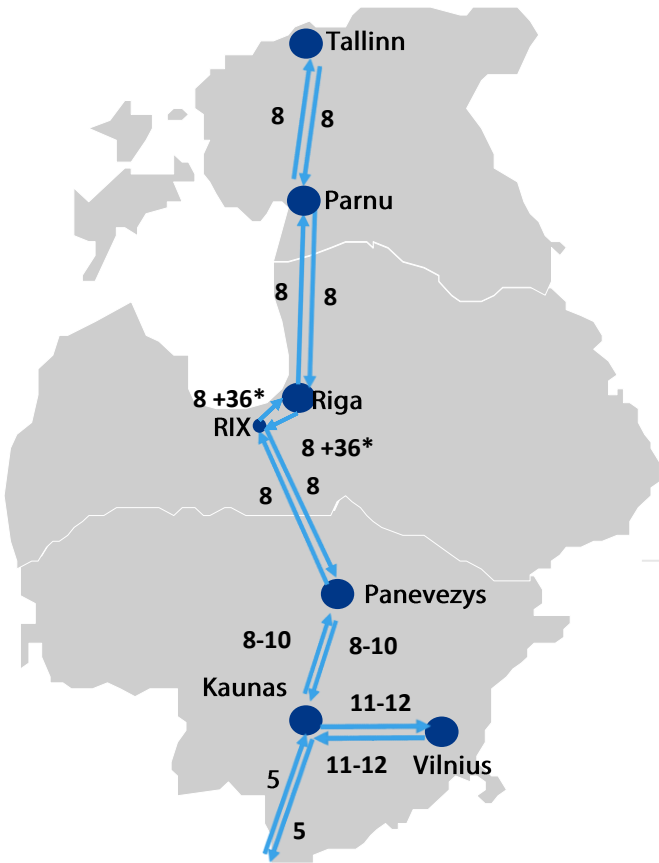 Tallinn
8
8
Parnu
8
8
8 +36*
Riga
RIX
8 +36*
8
8
Panevezys
8-10
8-10
Kaunas
11-12
11-12
Vilnius
5
5